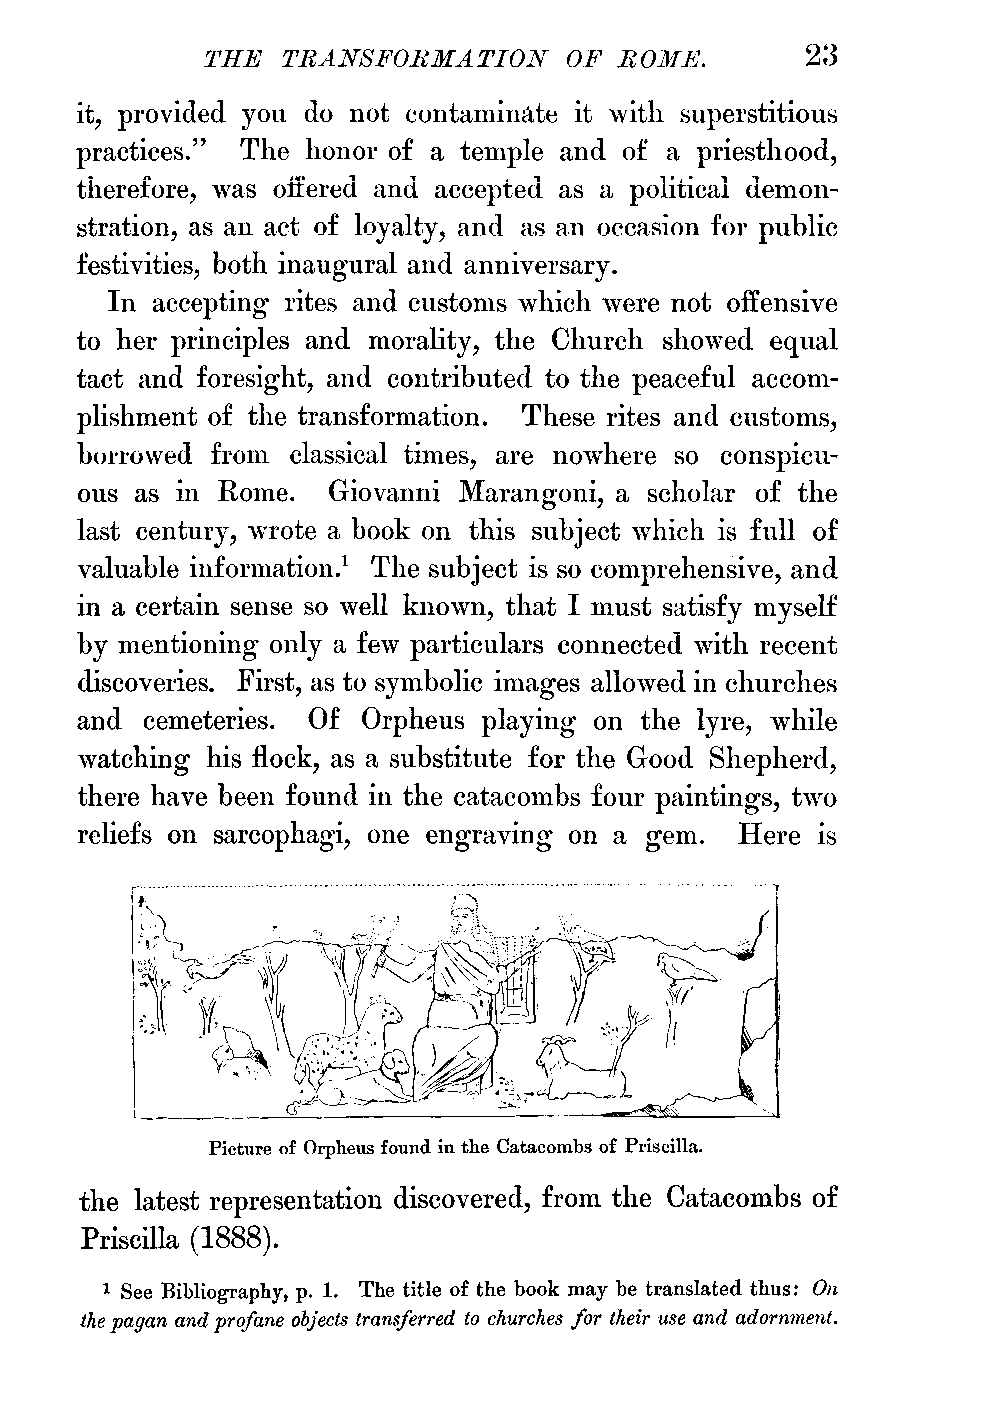 THE TRANSFORMATION OF ROME. 23
it, provided you do not contaminate it with superstitious
practices.” The honor of a temple and of a priesthood,
therefore, was offered and accepted as a political demon-
stration, as an act of loyalty, and as an occasion for public
festivities, both inaugural and anniversary.
In accepting rites and customs which were not offensive
to her principles and morality, the Church showed equal
tact and foresight, and contributed to the peaceful accom-
plishment of the transformation. These rites and customs,
borrowed from classical times, are nowhere so conspicu-
ous as in Rome. Giovanni Marangoni, a scholar of the
last century, wrote a book on this subject which is full of
valuable information.¹ The subject is so comprehensive, and
in a certain sense so well known, that I must satisfy myself
by mentioning only a few particulars connected with recent
discoveries. First, as to symbolic images allowed in churches
and cemeteries. Of Orpheus playing on the lyre, while
watching his flock, as a substitute for the Good Shepherd,
there have been found in the catacombs four paintings, two
reliefs on sarcophagi, one engraving on a gem. Here is
Picture of Orpheus found in the Catacombs of Priscilla.
the latest representation discovered, from the Catacombs of
Priscilla (1888).
¹ See Bibliography, p. 1. The title of the book may be translated thus: On
the pagan and profane objects transferred to churches for their use and adornment.